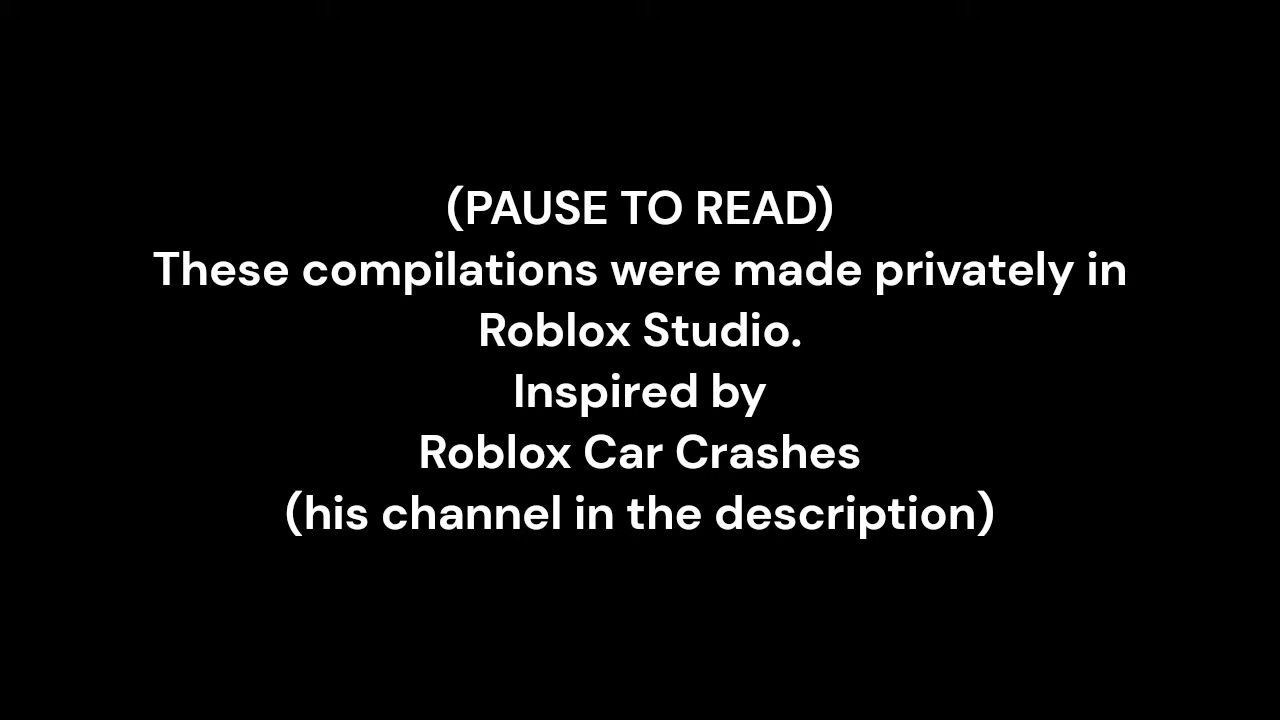 (PAUSE TO READ)
These compilations were made privately in
Roblox Studio.
Inspired by
Roblox Car Crashes
(his channel in the description)